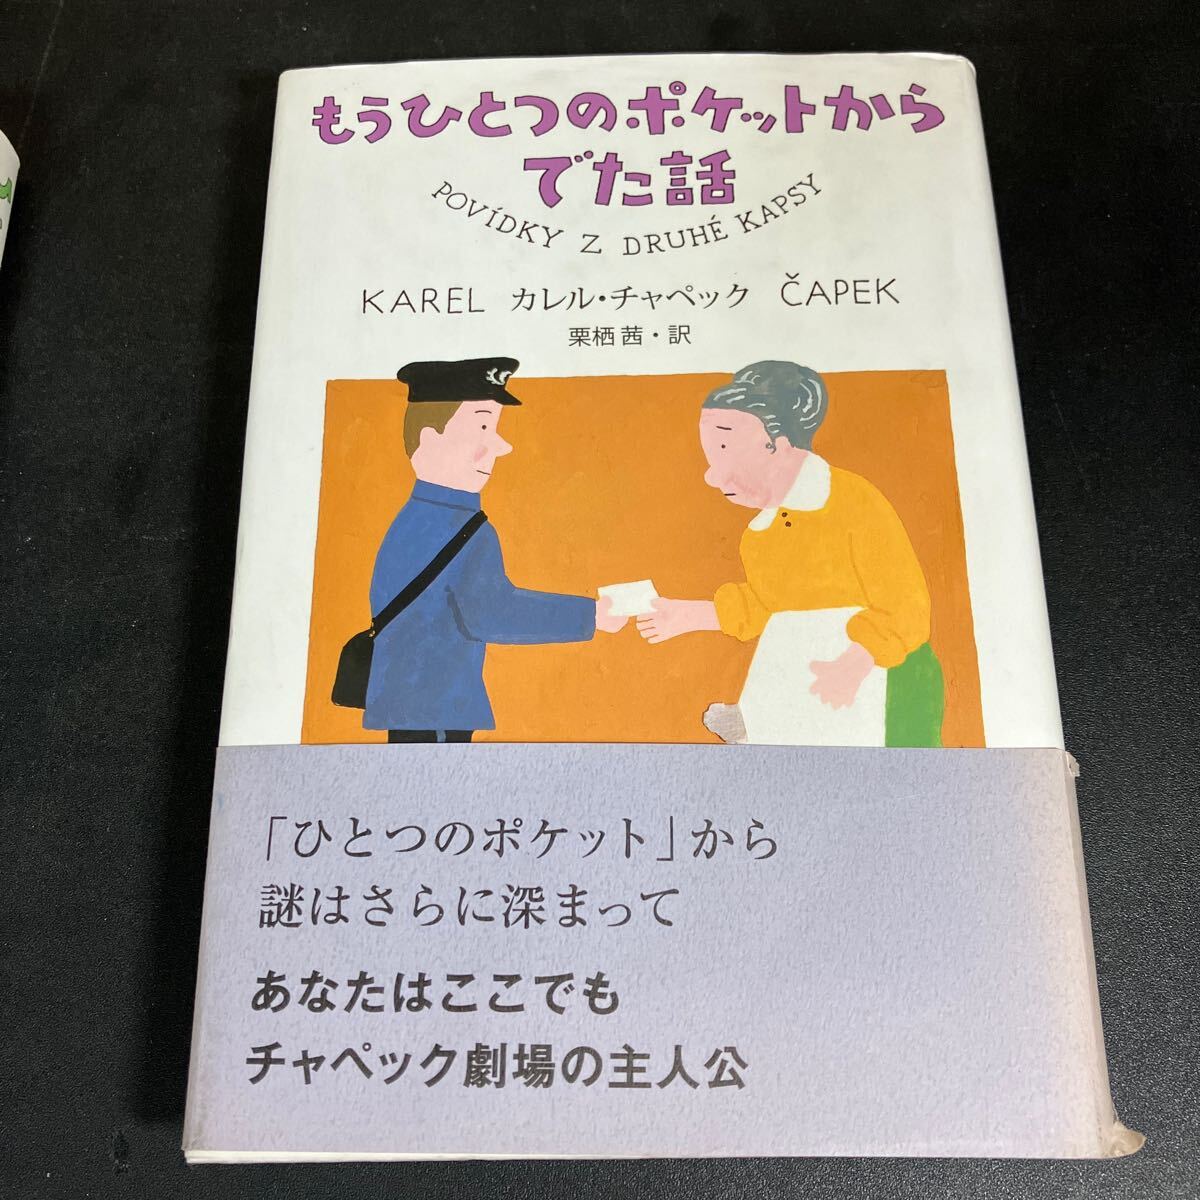 もうひとつのポケットから
でた話
POVÍDKY Z DRUHÉ KAPSY
KAREL カレル・チャペック ČAPEK
栗栖 茜・訳
「ひとつのポケット」から
謎はさらに深まって
あなたはここでも
チャペック劇場の主人公